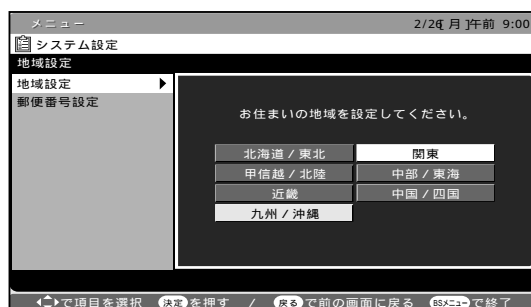 メニュー 2/26[月]午前 9:00
システム設定
地域設定
地域設定
郵便番号設定
お住まいの地域を設定してください。
北海道/東北 関東
甲信越/北陸 中部/東海
近畿 中国/四国
九州/沖縄
で項目を選択 決定を押す / 戻るで前の画面に戻る BSメニューで終了